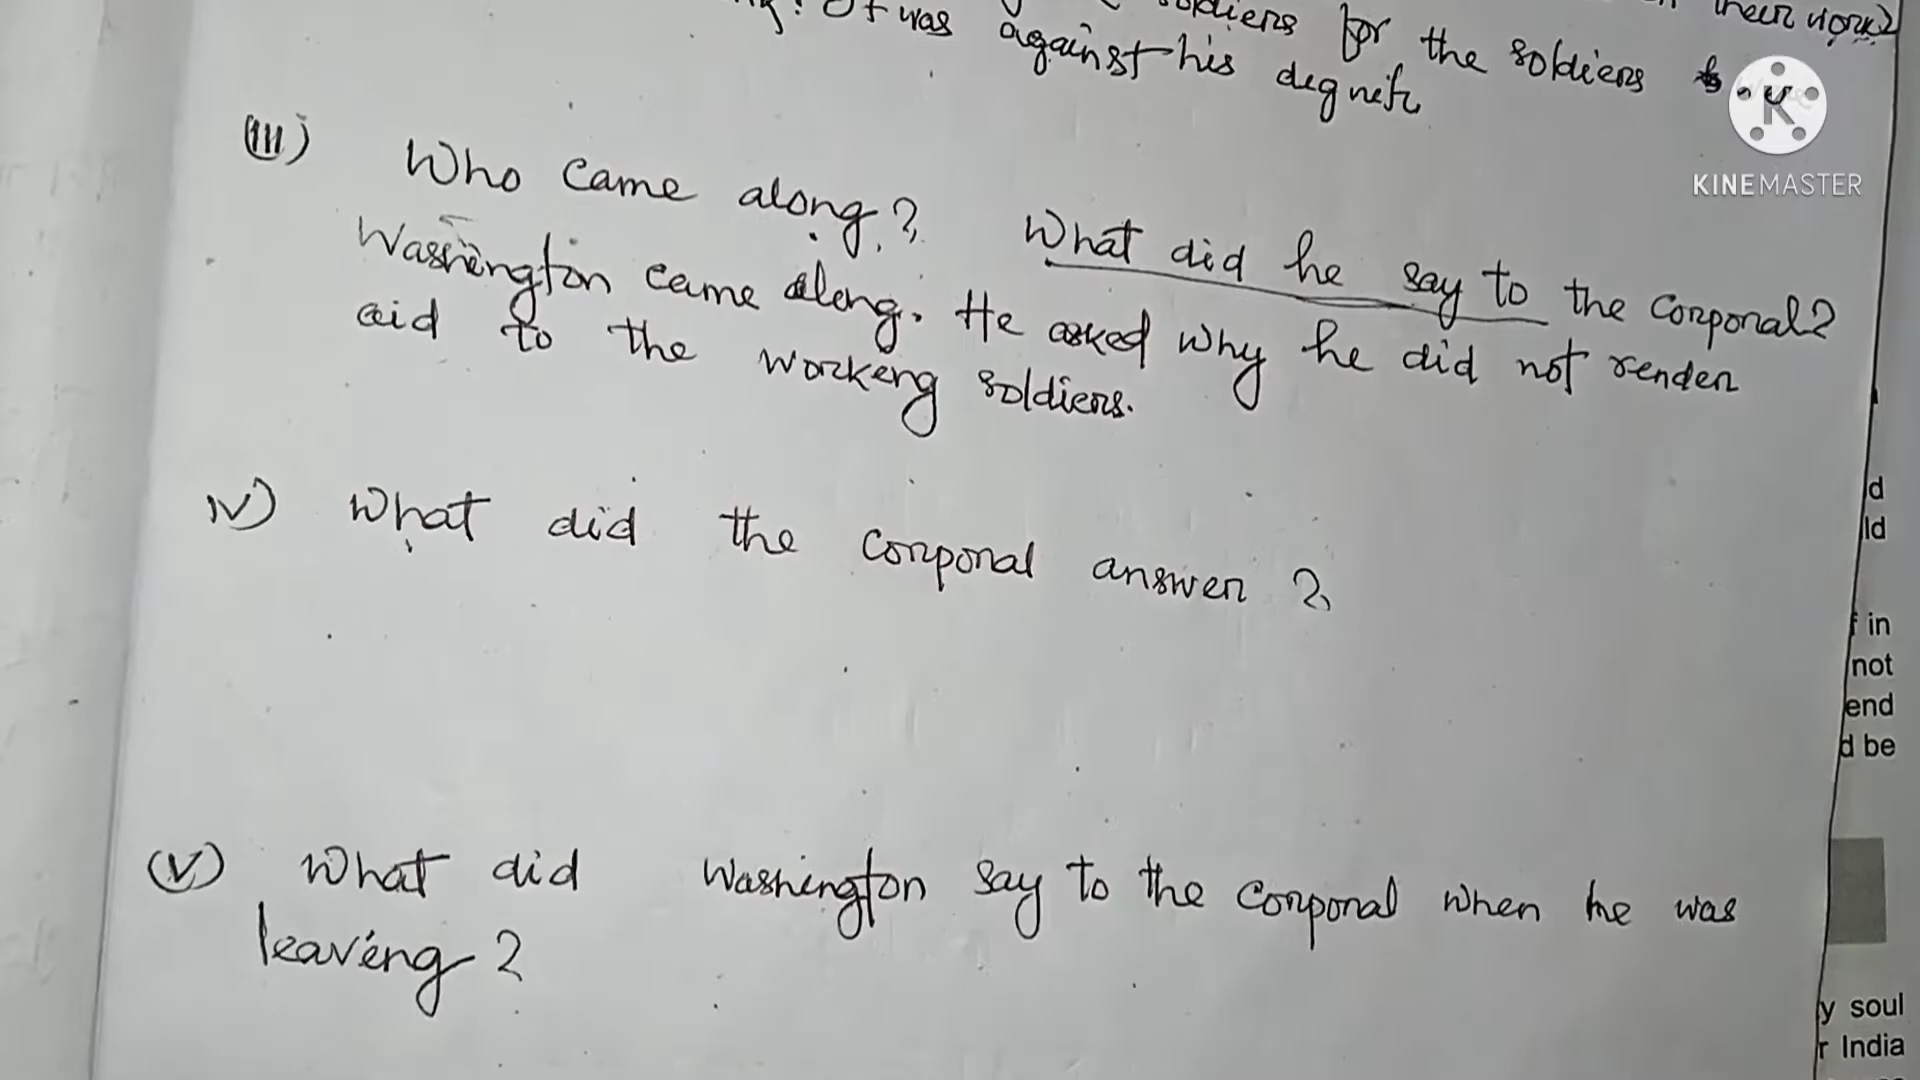 soldiers their work?
It was against his degnity for the soldiers
KINEMASTER
(III) Who came along? What did he say to the corporal?
Washington came along. He asked why he did not render
aid to the working soldiers.
IV) What did the corporal answer?
(V) What did Washington say to the corporal when he was
leaving?
d
ld
in
not
end
d be
y soul
r India